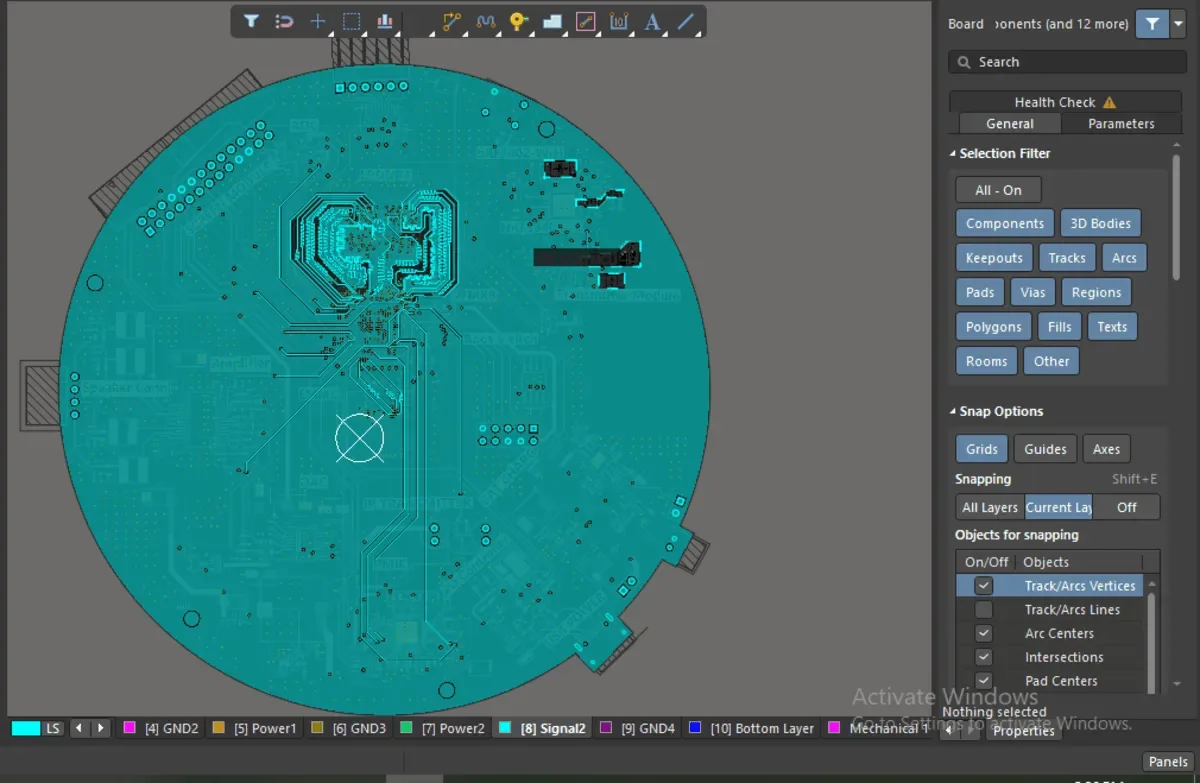 Board
onents (and 12 more)
Search
Health Check
General
Parameters
Selection Filter
All - On
Components
3D Bodies
Keepouts
Tracks
Arcs
Pads
Vias
Regions
Polygons
Fills
Texts
Rooms
Other
Snap Options
Grids
Guides
Axes
Snapping
Shift+E
All Layers
Current Lay
Off
Objects for snapping
On/Off
Objects
Track/Arcs Vertices
Track/Arcs Lines
Arc Centers
Intersections
Pad Centers
Activate Windows
Go to Settings to activate Windows.
Nothing selected
LS
[4] GND2
[5] Power1
[6] GND3
[7] Power2
[8] Signal2
[9] GND4
[10] Bottom Layer
Mechanical 1
Properties
Panels